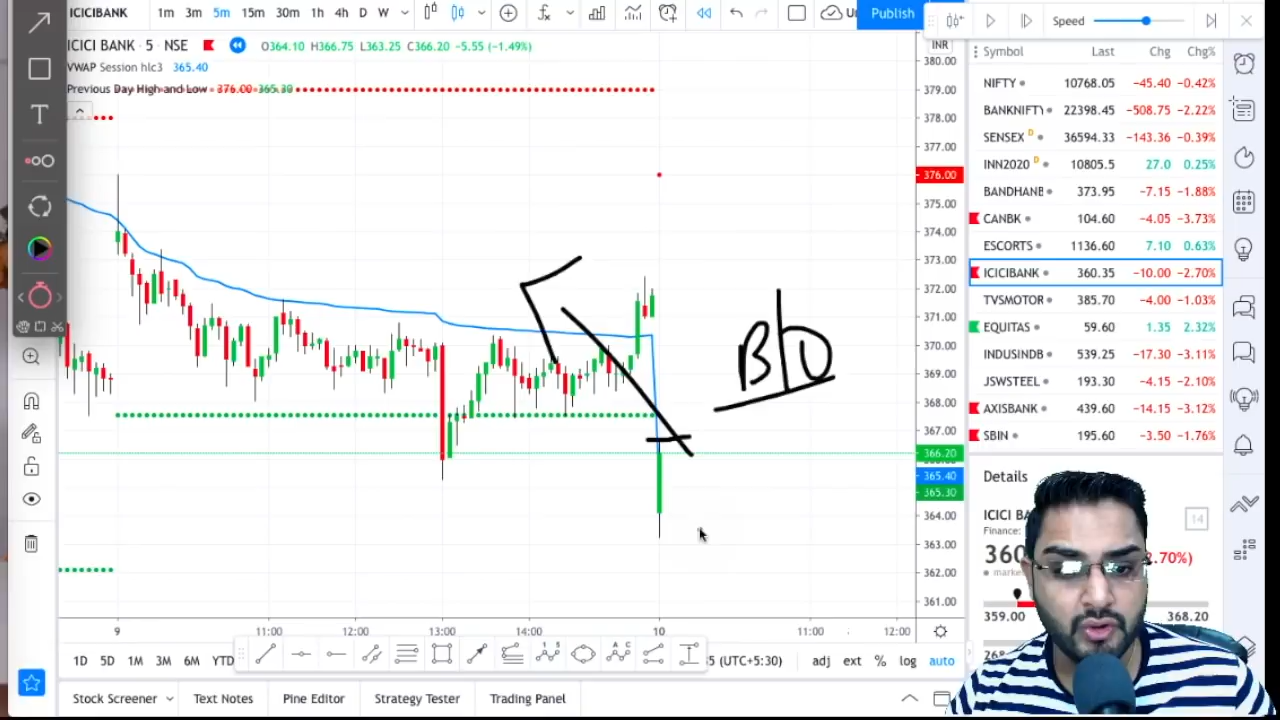 ICICIBANK 1m 3m 5m 15m 30m 1h 4h D W Publish Speed
ICICI BANK · 5 · NSE O364.10 H366.75 L363.25 C366.20 -5.55 (-1.49%)
VWAP Session hlc3 365.40
Previous Day High and Low 376.00 365.30
INR
380.00
379.00
378.00
377.00
376.00
375.00
374.00
373.00
372.00
371.00
370.00
369.00
368.00
367.00
366.20
365.40
365.30
364.00
363.00
362.00
361.00
B/D
9 11:00 12:00 13:00 14:00 10 11:00 12:00
1D 5D 1M 3M 6M YTD 5 (UTC+5:30) adj ext % log auto
Stock Screener Text Notes Pine Editor Strategy Tester Trading Panel
Symbol Last Chg Chg%
NIFTY 10768.05 -45.40 -0.42%
BANKNIFTY 22398.45 -508.75 -2.22%
SENSEX D 36594.33 -143.36 -0.39%
INN2020 D 10805.5 27.0 0.25%
BANDHANB 373.95 -7.15 -1.88%
CANBK 104.60 -4.05 -3.73%
ESCORTS 1136.60 7.10 0.63%
ICICIBANK 360.35 -10.00 -2.70%
TVSMOTOR 385.70 -4.00 -1.03%
EQUITAS 59.60 1.35 2.32%
INDUSINDB 539.25 -17.30 -3.11%
JSWSTEEL 193.30 -4.15 -2.10%
AXISBANK 439.60 -14.15 -3.12%
SBIN 195.60 -3.50 -1.76%
Details
ICICI 14
Finance:
360 2.70%)
359.00 368.20